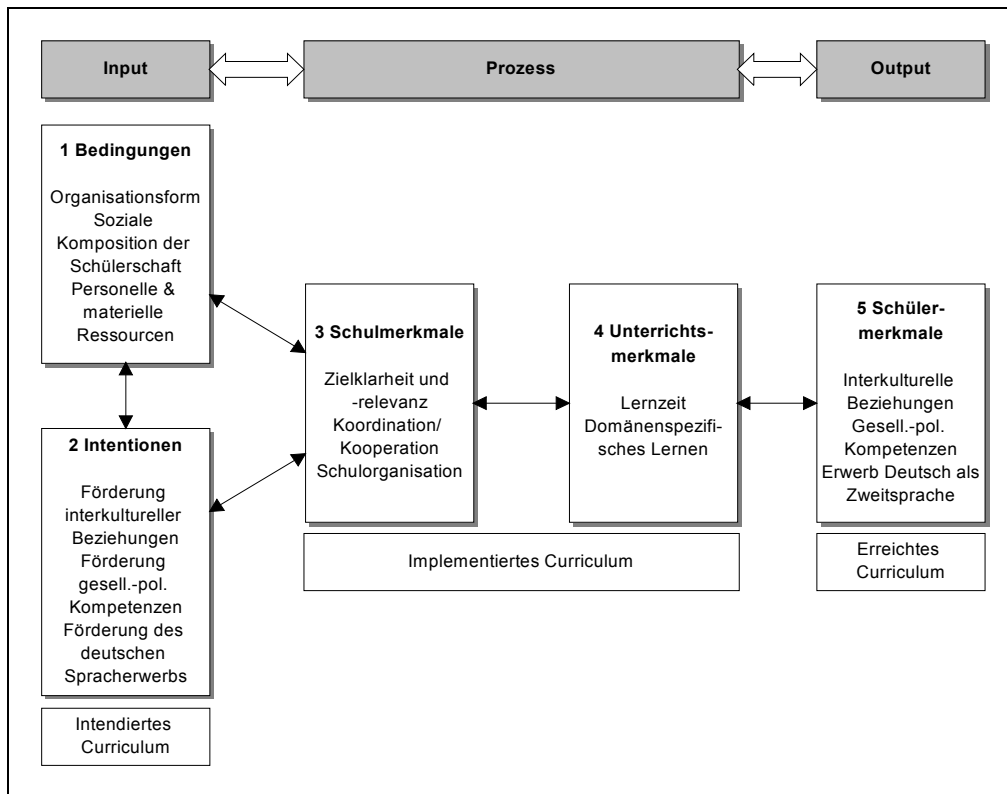 Input
Prozess
Output
1 Bedingungen
Organisationsform
Soziale
Komposition der
Schülerschaft
Personelle &
materielle
Ressourcen
2 Intentionen
Förderung
interkultureller
Beziehungen
Förderung
gesell.-pol.
Kompetenzen
Förderung des
deutschen
Spracherwerbs
Intendiertes
Curriculum
3 Schulmerkmale
Zielklarheit und
-relevanz
Koordination/
Kooperation
Schulorganisation
4 Unterrichts-
merkmale
Lernzeit
Domänenspezifi-
sches Lernen
Implementiertes Curriculum
5 Schüler-
merkmale
Interkulturelle
Beziehungen
Gesell.-pol.
Kompetenzen
Erwerb Deutsch als
Zweitsprache
Erreichtes
Curriculum